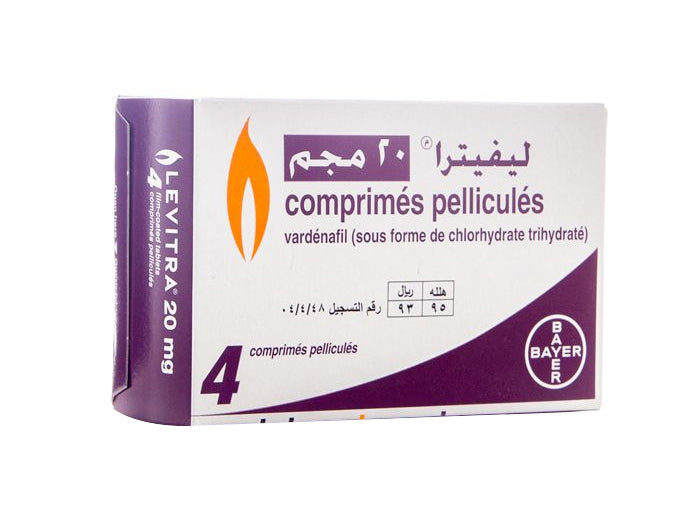 ليفيترا ٢٠ مجم
comprimés pelliculés
vardénafil (sous forme de chlorhydrate trihydraté)
ريال هلله
٩٣ ٩٥
رقم التسجيل ٠٤/٤/٤٨
4 comprimés pelliculés
BAYER
BAYER
LEVITRA® 20 mg
4 film-coated tablets
comprimés pelliculés